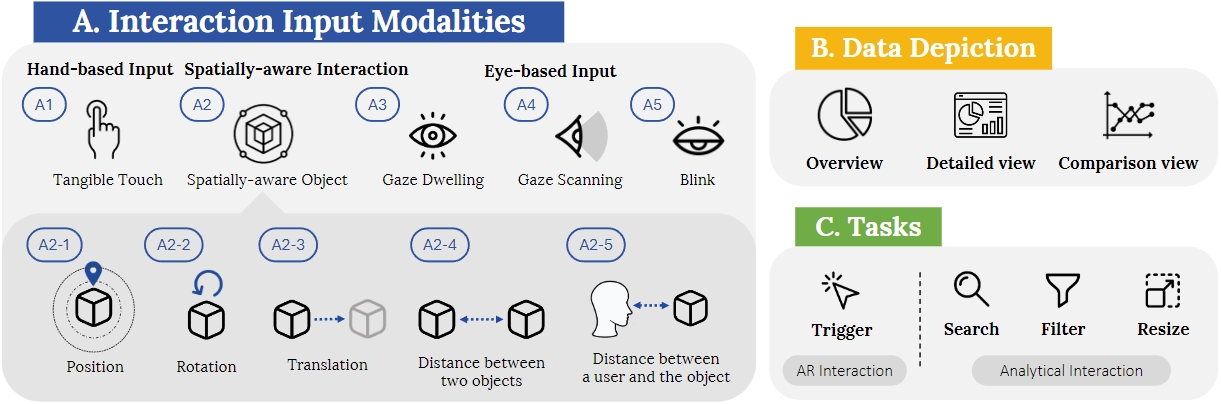 A. Interaction Input Modalities
Hand-based Input
Spatially-aware Interaction
Eye-based Input
A1
A2
A3
A4
A5
Tangible Touch
Spatially-aware Object
Gaze Dwelling
Gaze Scanning
Blink
A2-1
A2-2
A2-3
A2-4
A2-5
Position
Rotation
Translation
Distance between
two objects
Distance between
a user and the object
B. Data Depiction
Overview
Detailed view
Comparison view
C. Tasks
Trigger
Search
Filter
Resize
AR Interaction
Analytical Interaction